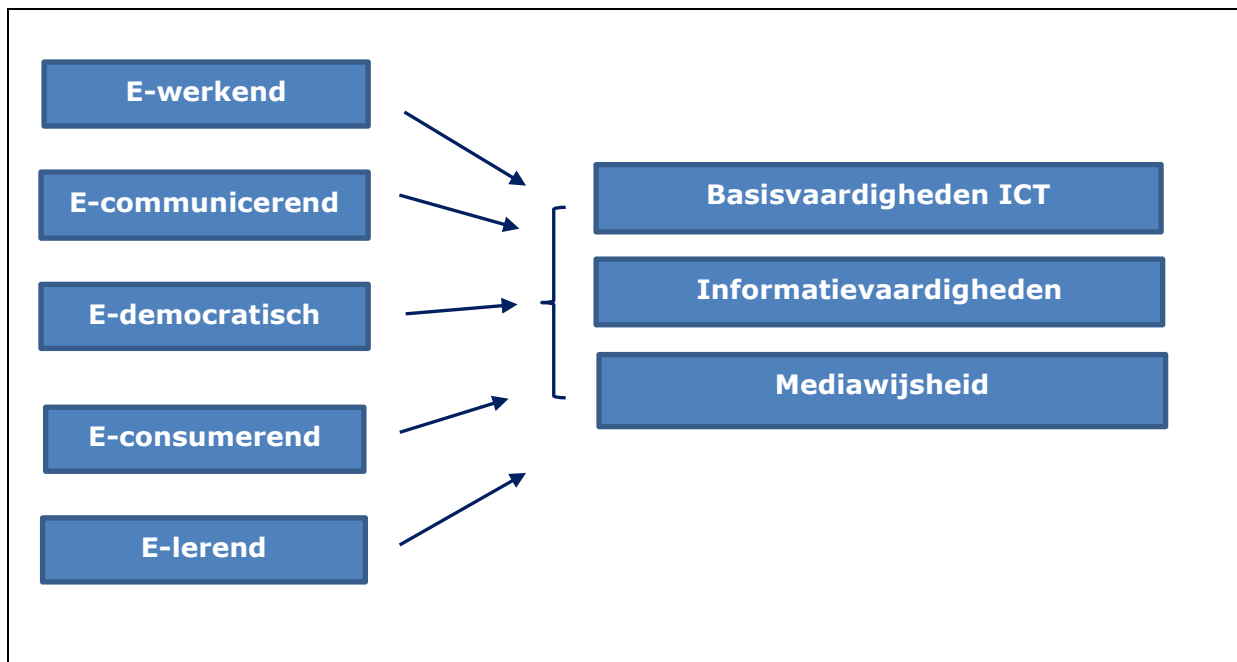 E-werkend
E-communicerend
E-democratisch
E-consumerend
E-lerend
Basisvaardigheden ICT
Informatievaardigheden
Mediawijsheid